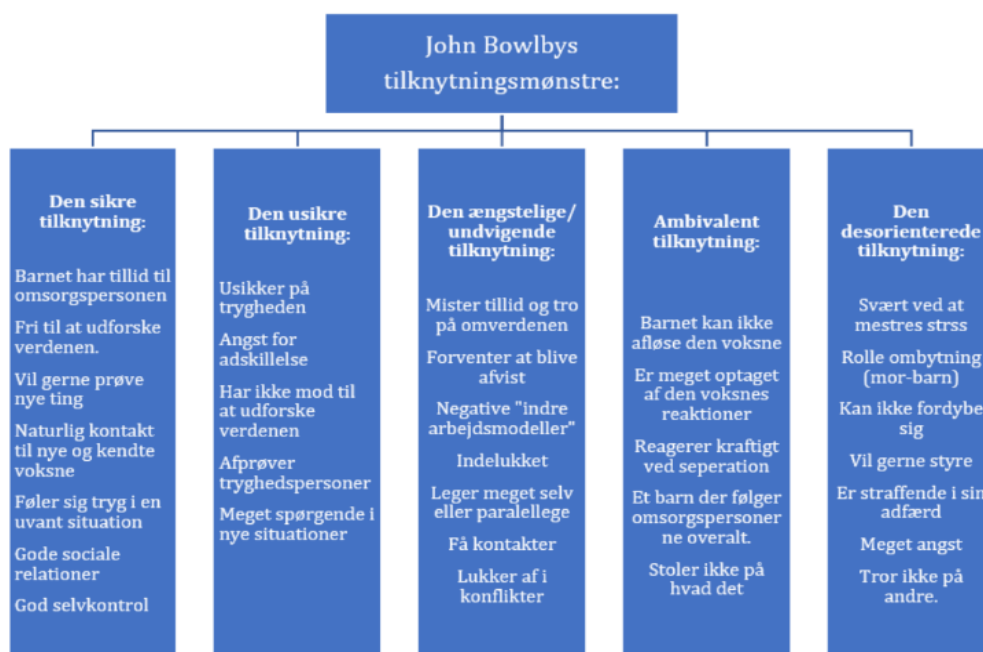 John Bowlbys
tilknytningsmønstre:
Den sikre
tilknytning:
Barnet har tillid til
omsorgspersonen
Fri til at udforske
verdenen.
Vil gerne prøve
nye ting
Naturlig kontakt
til nye og kendte
voksne
Føler sig tryg i en
uvant situation
Gode sociale
relationer
God selvkontrol
Den usikre
tilknytning:
Usikker på
trygheden
Angst for
adskillelse
Har ikke mod til
at udforske
verdenen
Afprøver
tryghedspersoner
Meget spørgende i
nye situationer
Den ængstelige/
undvigende
tilknytning:
Mister tillid og tro
på omverdenen
Forventer at blive
afvist
Negative "indre
arbejdsmodeller"
Indelukket
Leger meget selv
eller paralellege
Få kontakter
Lukker af i
konflikter
Ambivalent
tilknytning:
Barnet kan ikke
afløse den voksne
Er meget optaget
af den voksnes
reaktioner
Reagerer kraftigt
ved seperation
Et barn der følger
omsorgspersoner
ne overalt.
Stoler ikke på
hvad det
Den
desorienterede
tilknytning:
Svært ved at
mestres strss
Rolle ombytning
(mor-barn)
Kan ikke fordybe
sig
Vil gerne styre
Er straffende i sin
adfærd
Meget angst
Tror ikke på
andre.